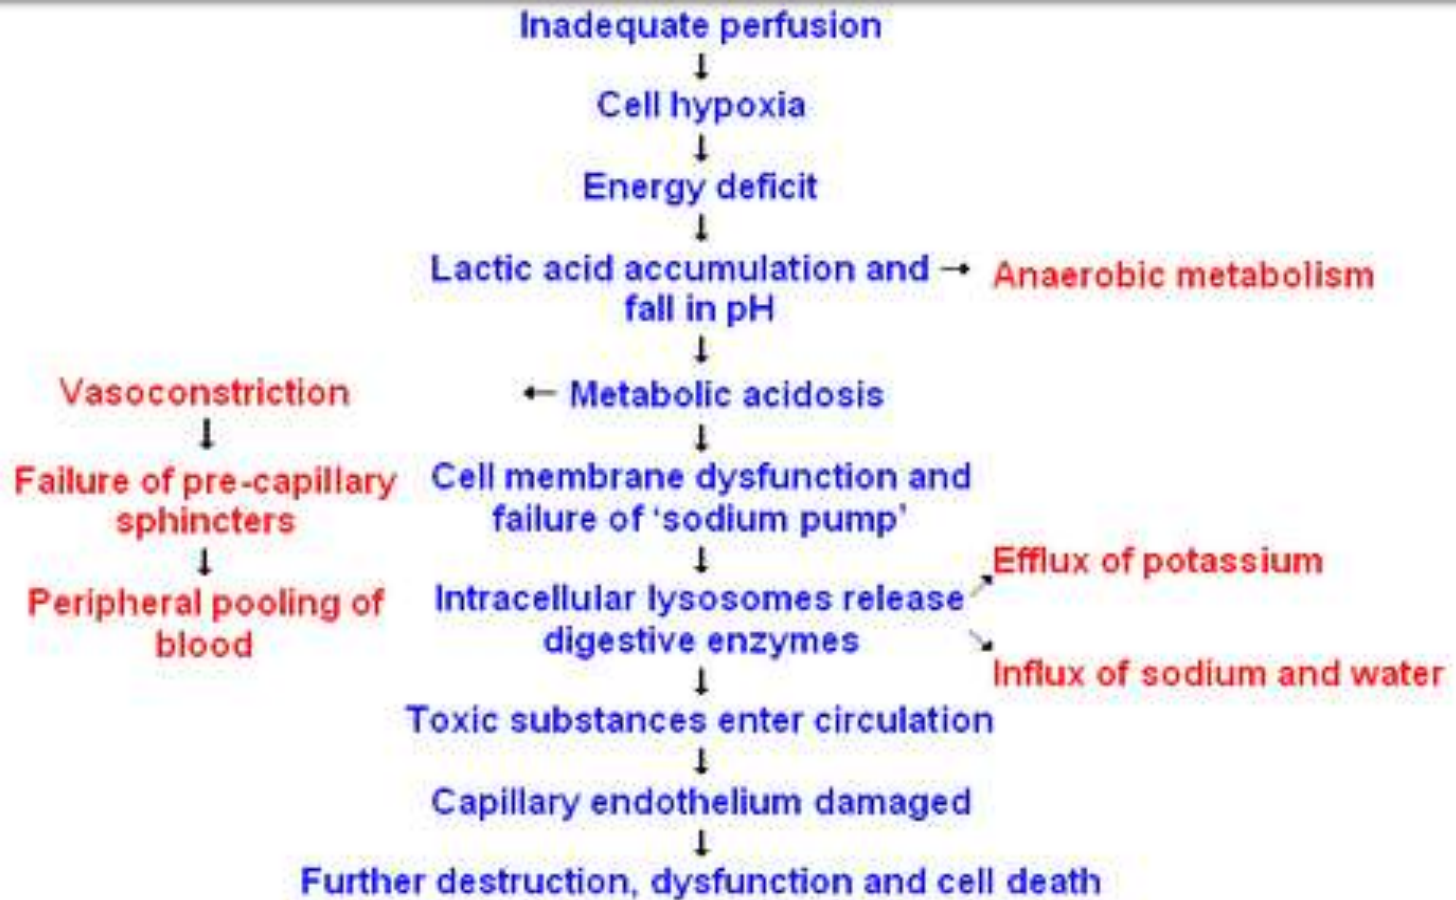 Inadequate perfusion
Cell hypoxia
Energy deficit
Lactic acid accumulation and
fall in pH
Anaerobic metabolism
Metabolic acidosis
Vasoconstriction
Failure of pre-capillary
sphincters
Peripheral pooling of
blood
Cell membrane dysfunction and
failure of ‘sodium pump’
Intracellular lysosomes release
digestive enzymes
Efflux of potassium
Influx of sodium and water
Toxic substances enter circulation
Capillary endothelium damaged
Further destruction, dysfunction and cell death